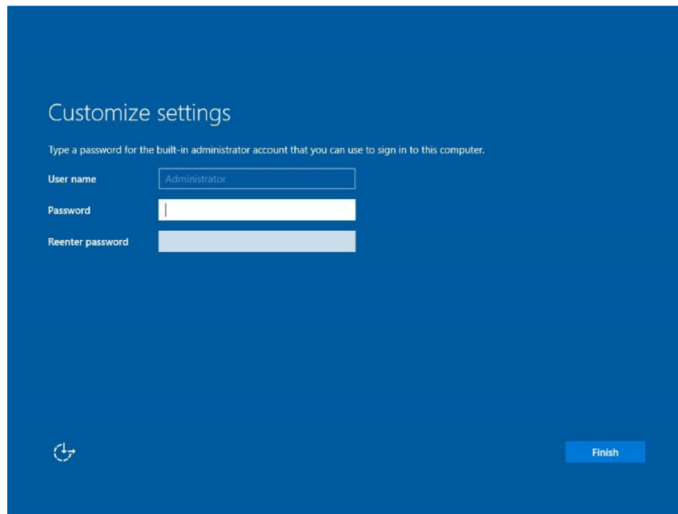 Customize settings
Type a password for the built-in administrator account that you can use to sign in to this computer.
User name
Administrator
Password
Reenter password
Finish